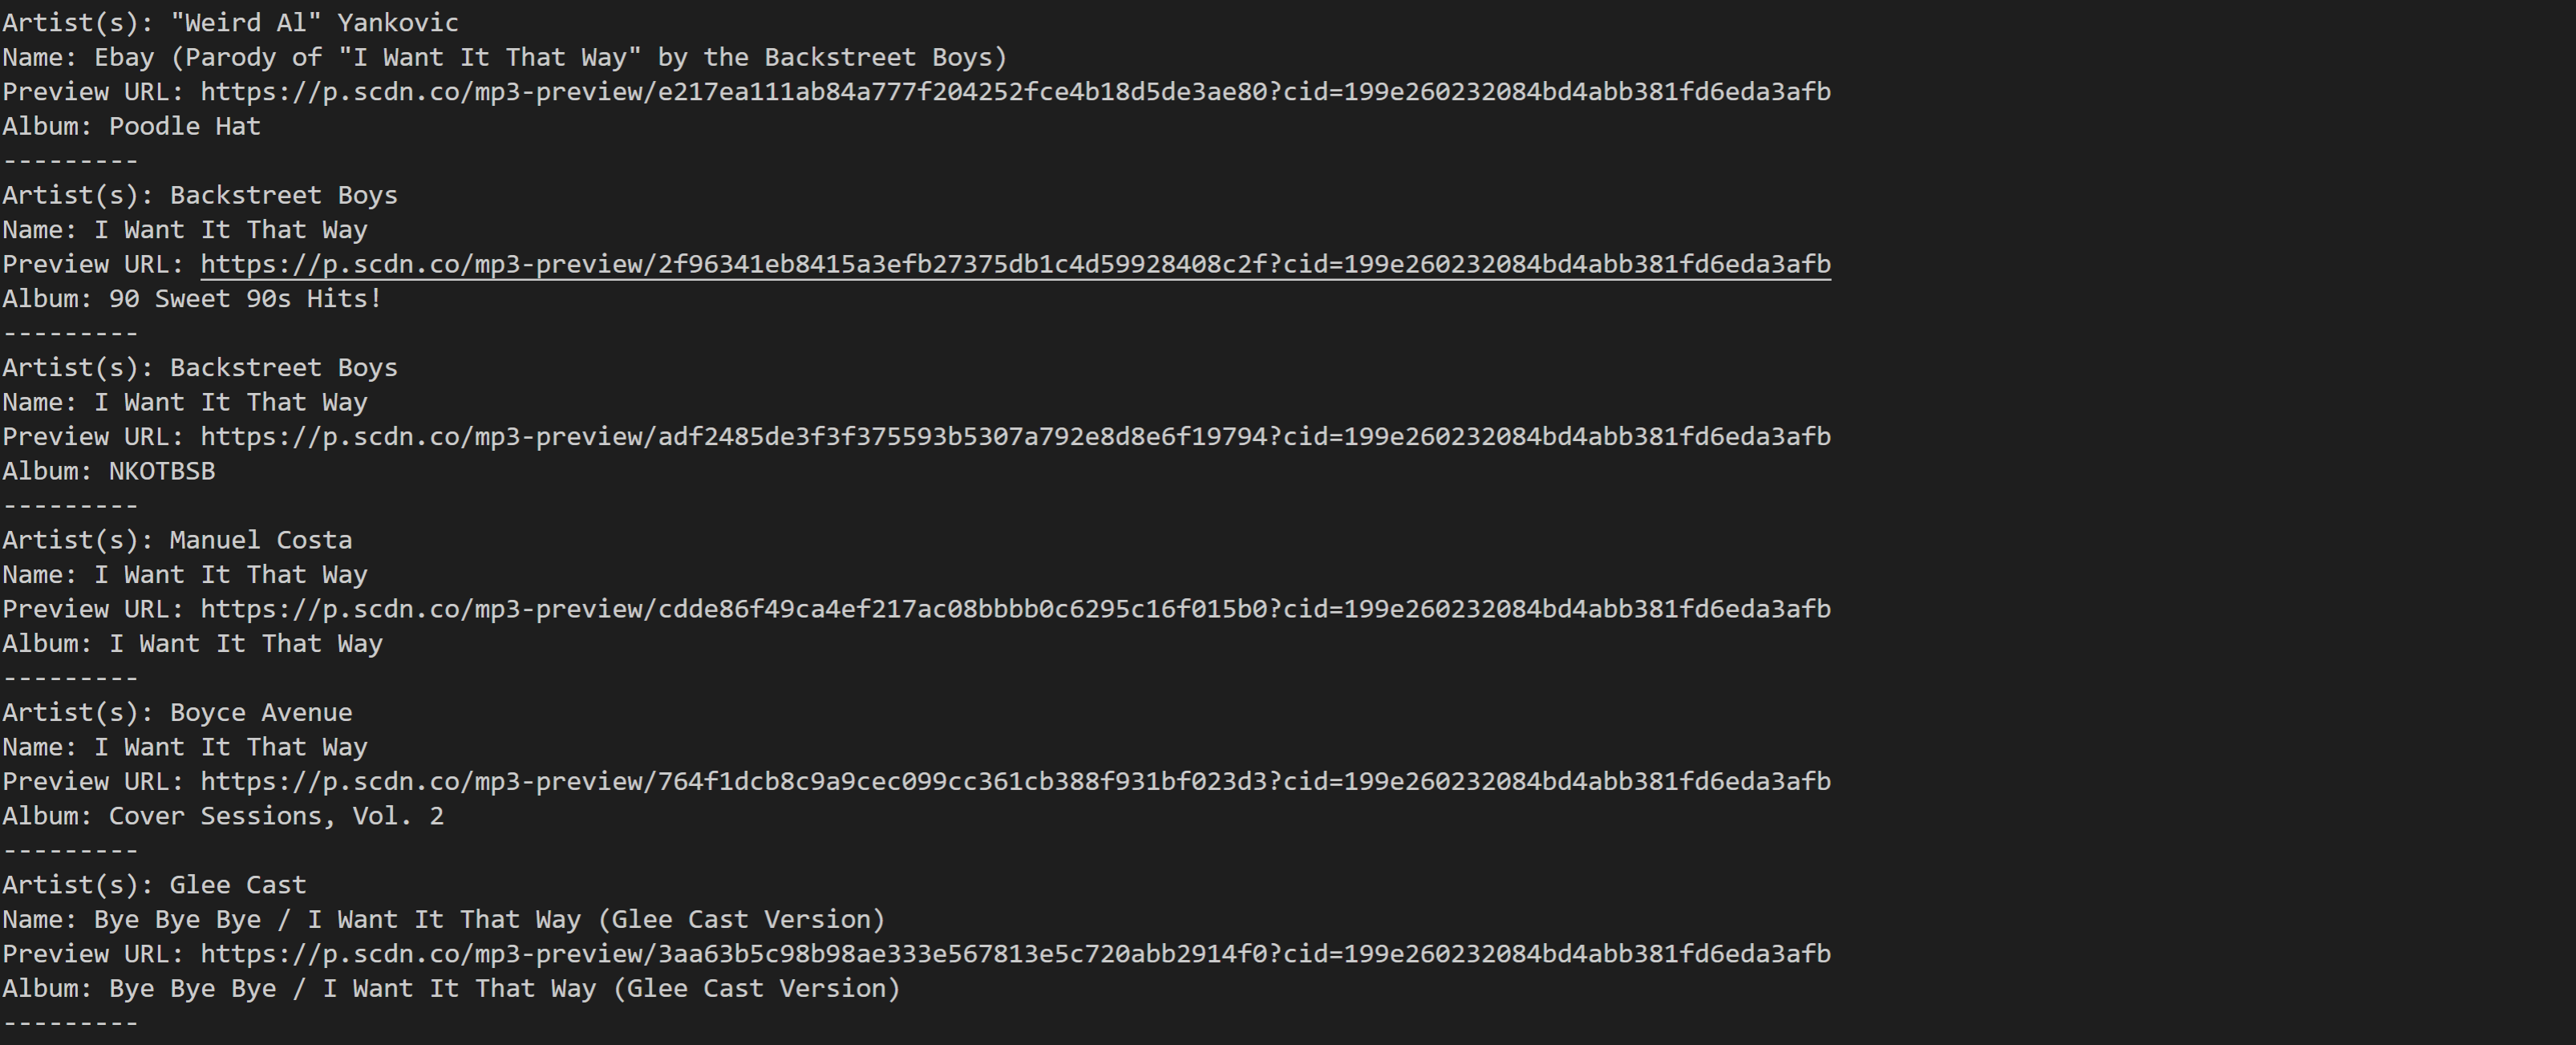 Artist(s): "Weird Al" Yankovic
Name: Ebay (Parody of "I Want It That Way" by the Backstreet Boys)
Preview URL: https://p.scdn.co/mp3-preview/e217ea111ab84a777f204252fce4b18d5de3ae80?cid=199e260232084bd4abb381fd6eda3afb
Album: Poodle Hat
---------
Artist(s): Backstreet Boys
Name: I Want It That Way
Preview URL: https://p.scdn.co/mp3-preview/2f96341eb8415a3efb27375db1c4d59928408c2f?cid=199e260232084bd4abb381fd6eda3afb
Album: 90 Sweet 90s Hits!
---------
Artist(s): Backstreet Boys
Name: I Want It That Way
Preview URL: https://p.scdn.co/mp3-preview/adf2485de3f3f375593b5307a792e8d8e6f19794?cid=199e260232084bd4abb381fd6eda3afb
Album: NKOTBSB
---------
Artist(s): Manuel Costa
Name: I Want It That Way
Preview URL: https://p.scdn.co/mp3-preview/cdde86f49ca4ef217ac08bbbb0c6295c16f015b0?cid=199e260232084bd4abb381fd6eda3afb
Album: I Want It That Way
---------
Artist(s): Boyce Avenue
Name: I Want It That Way
Preview URL: https://p.scdn.co/mp3-preview/764f1dcb8c9a9cec099cc361cb388f931bf023d3?cid=199e260232084bd4abb381fd6eda3afb
Album: Cover Sessions, Vol. 2
---------
Artist(s): Glee Cast
Name: Bye Bye Bye / I Want It That Way (Glee Cast Version)
Preview URL: https://p.scdn.co/mp3-preview/3aa63b5c98b98ae333e567813e5c720abb2914f0?cid=199e260232084bd4abb381fd6eda3afb
Album: Bye Bye Bye / I Want It That Way (Glee Cast Version)
---------